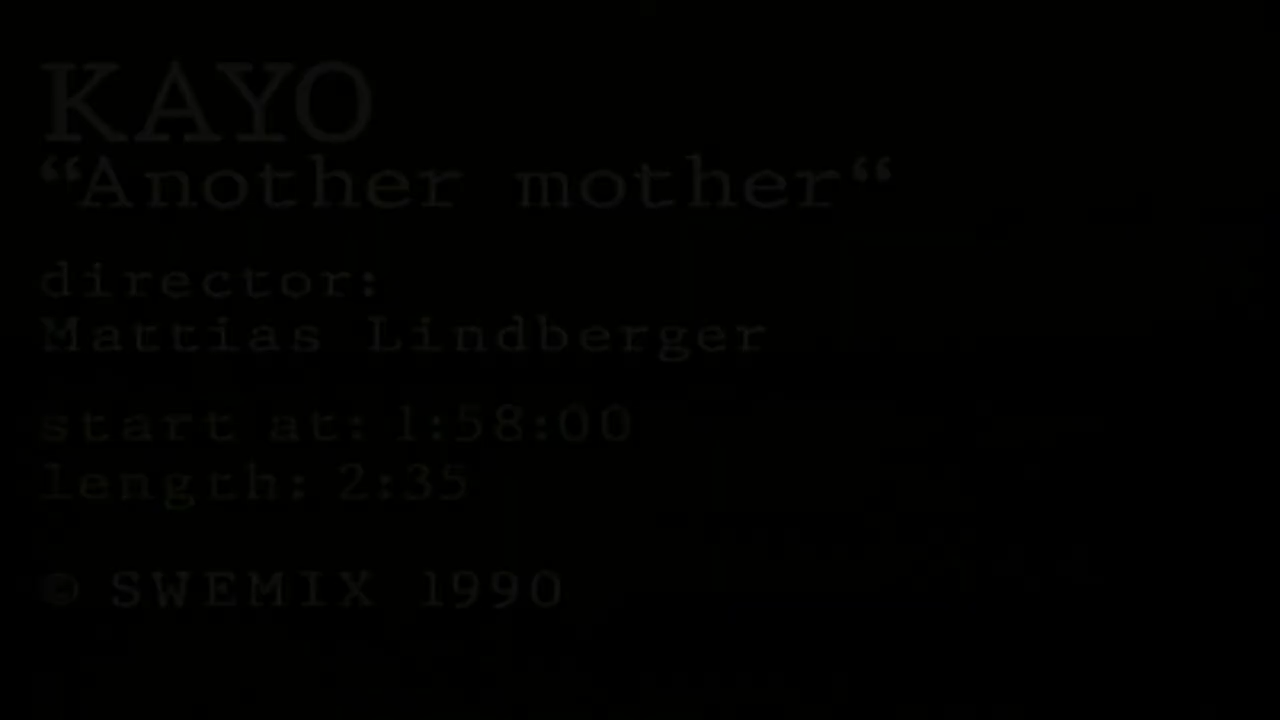 KAYO
“Another mother“
director:
Mattias Lindberger
start at: 1:58:00
length: 2:35
© SWEMIX 1990